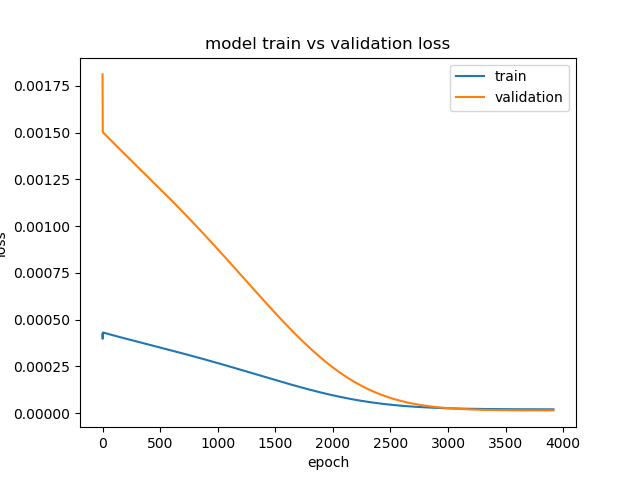 model train vs validation loss
train
validation
0.00175
0.00150
0.00125
0.00100
0.00075
0.00050
0.00025
0.00000
loss
0 500 1000 1500 2000 2500 3000 3500 4000
epoch